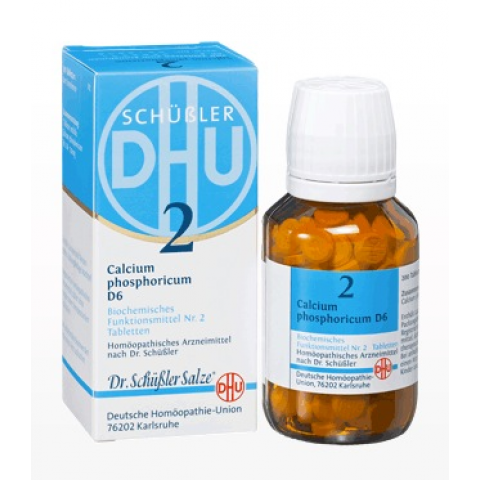 SCHÜßLER
DHU
2
Calcium
phosphoricum
D6
Biochemisches
Funktionsmittel Nr. 2
Tabletten
Homöopathisches Arzneimittel
nach Dr. Schüßler
Dr. Schüßler Salze®
DHU
Deutsche Homöopathie-Union
76202 Karlsruhe
2
Calcium
phosphoricum D6
Biochemisches
Funktionsmittel Nr. 2 Tabletten
Homöopathisches Arzneimittel
nach Dr. Schüßler
DHU
Deutsche Homöopathie-Union
76202 Karlsruhe